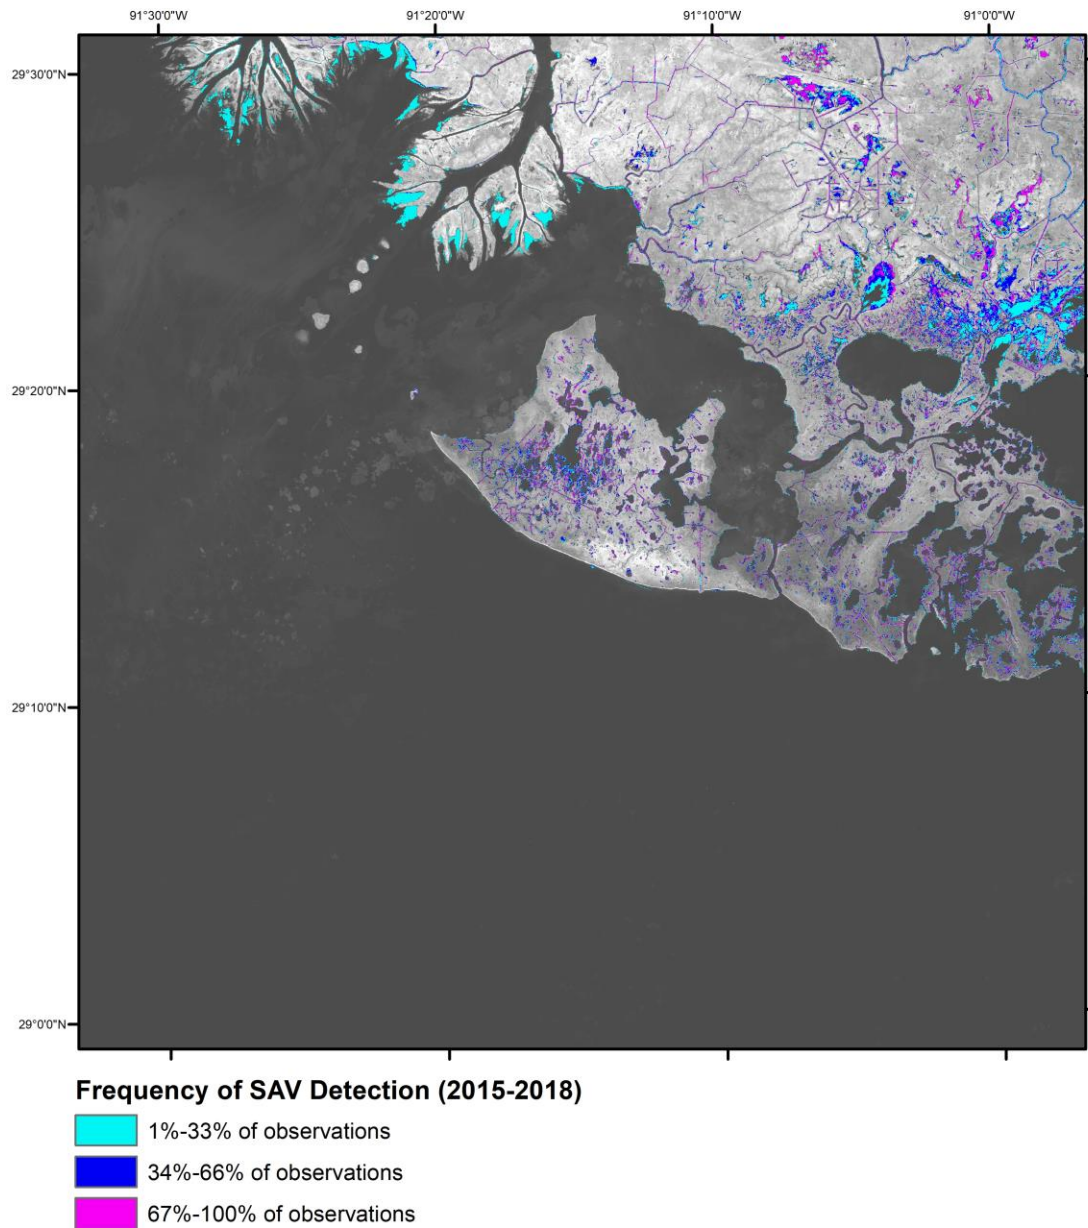 91°30'0"W 91°20'0"W 91°10'0"W 91°0'0"W
29°30'0"N
29°20'0"N
29°10'0"N
29°0'0"N
Frequency of SAV Detection (2015-2018)
1%-33% of observations
34%-66% of observations
67%-100% of observations